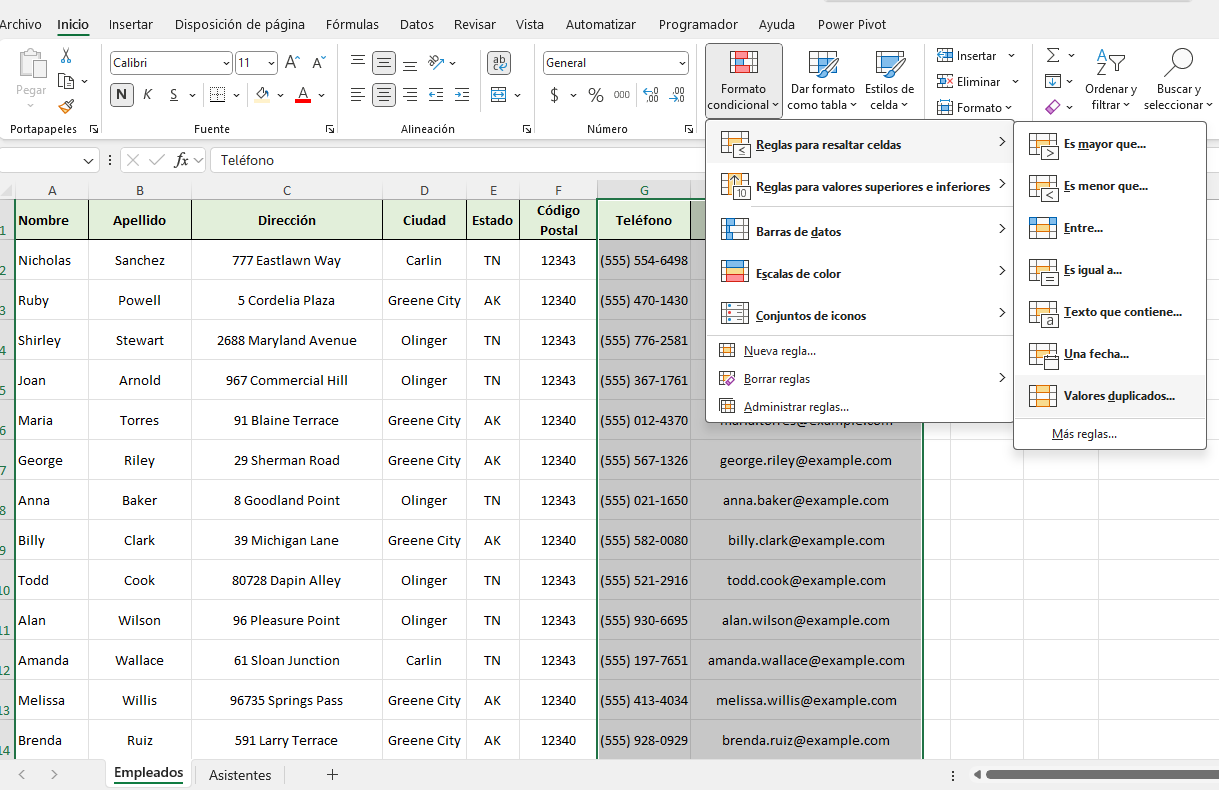 Archivo Inicio Insertar Disposición de página Fórmulas Datos Revisar Vista Automatizar Programador Ayuda Power Pivot
Pegar
Calibri 11
N K S
ab
General
$ % 000
Formato
condicional
Dar formato
como tabla
Estilos de
celda
Insertar
Eliminar
Formato
Ordenar y
filtrar
Buscar y
seleccionar
Portapapeles Fuente Alineación Número
fx Teléfono
Reglas para resaltar celdas
Reglas para valores superiores e inferiores
Barras de datos
Escalas de color
Conjuntos de iconos
Nueva regla...
Borrar reglas
Administrar reglas...
Es mayor que...
Es menor que...
Entre...
Es igual a...
Texto que contiene...
Una fecha...
Valores duplicados...
Más reglas...
A B C D E F G
1 Nombre Apellido Dirección Ciudad Estado Código Postal Teléfono
2 Nicholas Sanchez 777 Eastlawn Way Carlin TN 12343 (555) 554-6498
3 Ruby Powell 5 Cordelia Plaza Greene City AK 12340 (555) 470-1430
4 Shirley Stewart 2688 Maryland Avenue Olinger TN 12343 (555) 776-2581
5 Joan Arnold 967 Commercial Hill Olinger TN 12343 (555) 367-1761
6 Maria Torres 91 Blaine Terrace Greene City AK 12340 (555) 012-4370 maria.torres@example.com
7 George Riley 29 Sherman Road Greene City AK 12340 (555) 567-1326 george.riley@example.com
8 Anna Baker 8 Goodland Point Olinger TN 12343 (555) 021-1650 anna.baker@example.com
9 Billy Clark 39 Michigan Lane Greene City AK 12340 (555) 582-0080 billy.clark@example.com
10 Todd Cook 80728 Dapin Alley Olinger TN 12343 (555) 521-2916 todd.cook@example.com
11 Alan Wilson 96 Pleasure Point Olinger TN 12343 (555) 930-6695 alan.wilson@example.com
12 Amanda Wallace 61 Sloan Junction Carlin TN 12343 (555) 197-7651 amanda.wallace@example.com
13 Melissa Willis 96735 Springs Pass Greene City AK 12340 (555) 413-4034 melissa.willis@example.com
14 Brenda Ruiz 591 Larry Terrace Greene City AK 12340 (555) 928-0929 brenda.ruiz@example.com
Empleados Asistentes